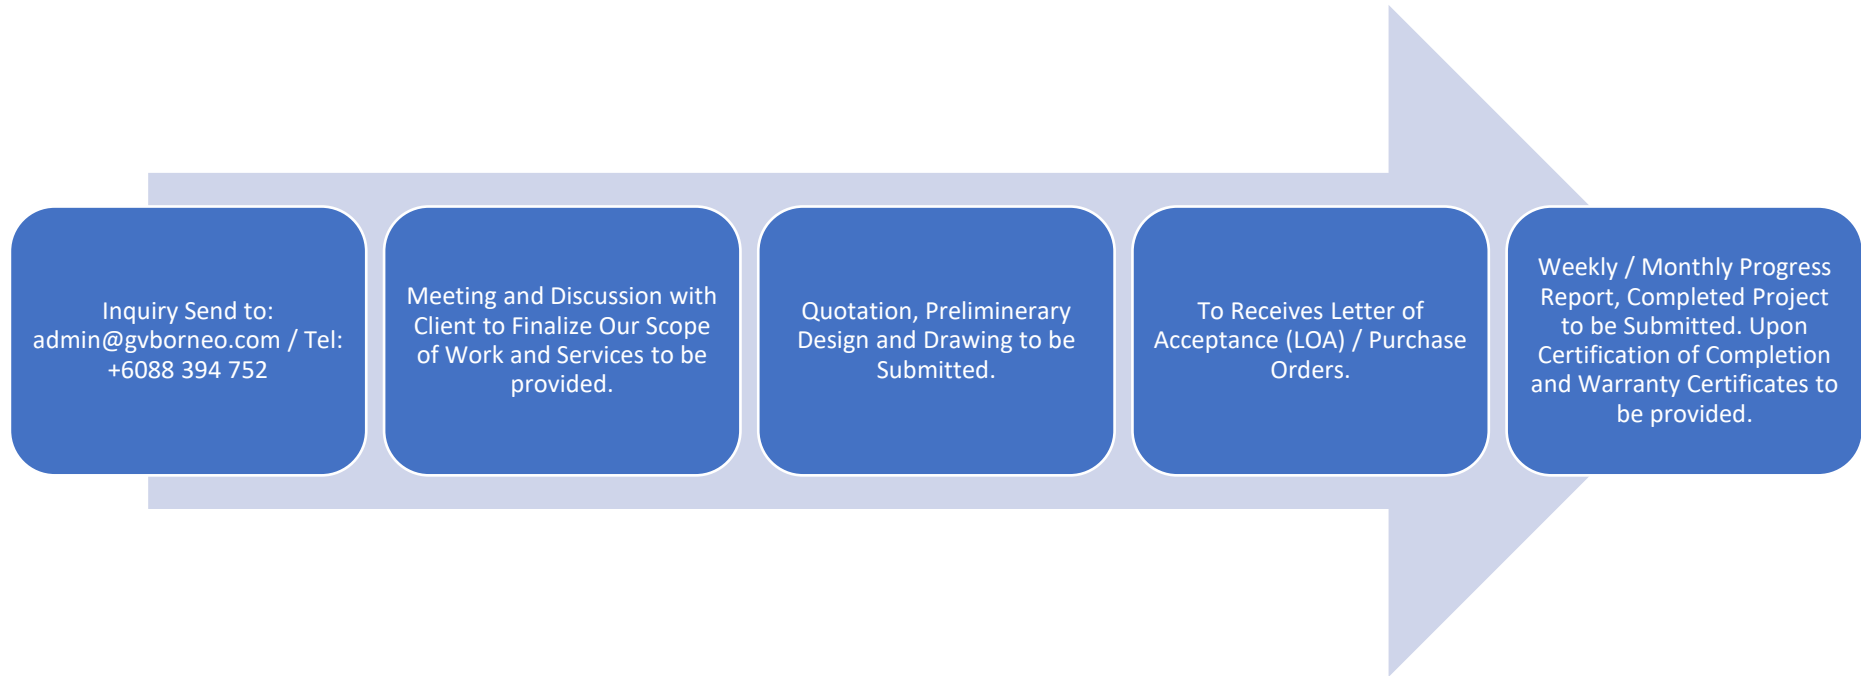 Inquiry Send to:
admin@gvborneo.com / Tel:
+6088 394 752
Meeting and Discussion with
Client to Finalize Our Scope
of Work and Services to be
provided.
Quotation, Npreliminerary
Design and Drawing to be
Submitted.
To Receives Letter of
Acceptance (LOA) / Purchase
Orders.
Weekly / Monthly Progress
Report, Completed Project
to be Submitted. Upon
Certification of Completion
and Warranty Certificates to
be provided.